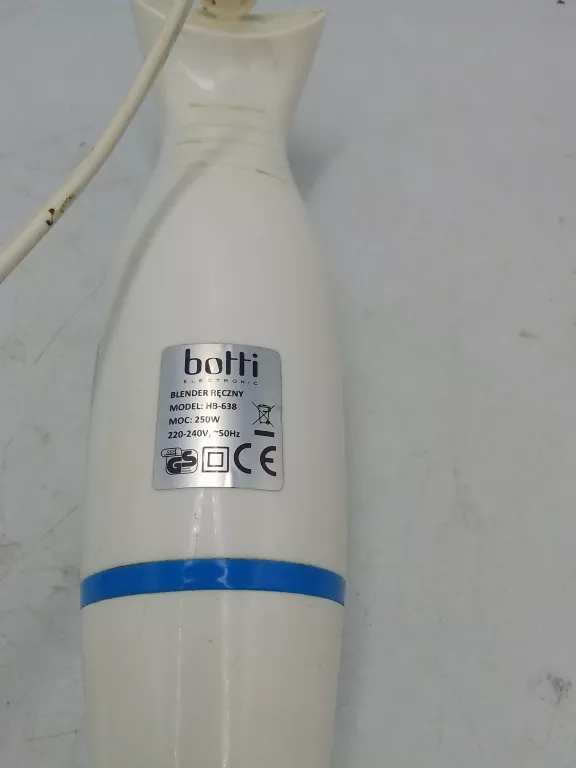 botti
ELECTRONIC
BLENDER RĘCZNY
MODEL: HB-638
MOC: 250W
220-240V, ~50Hz
GS CE